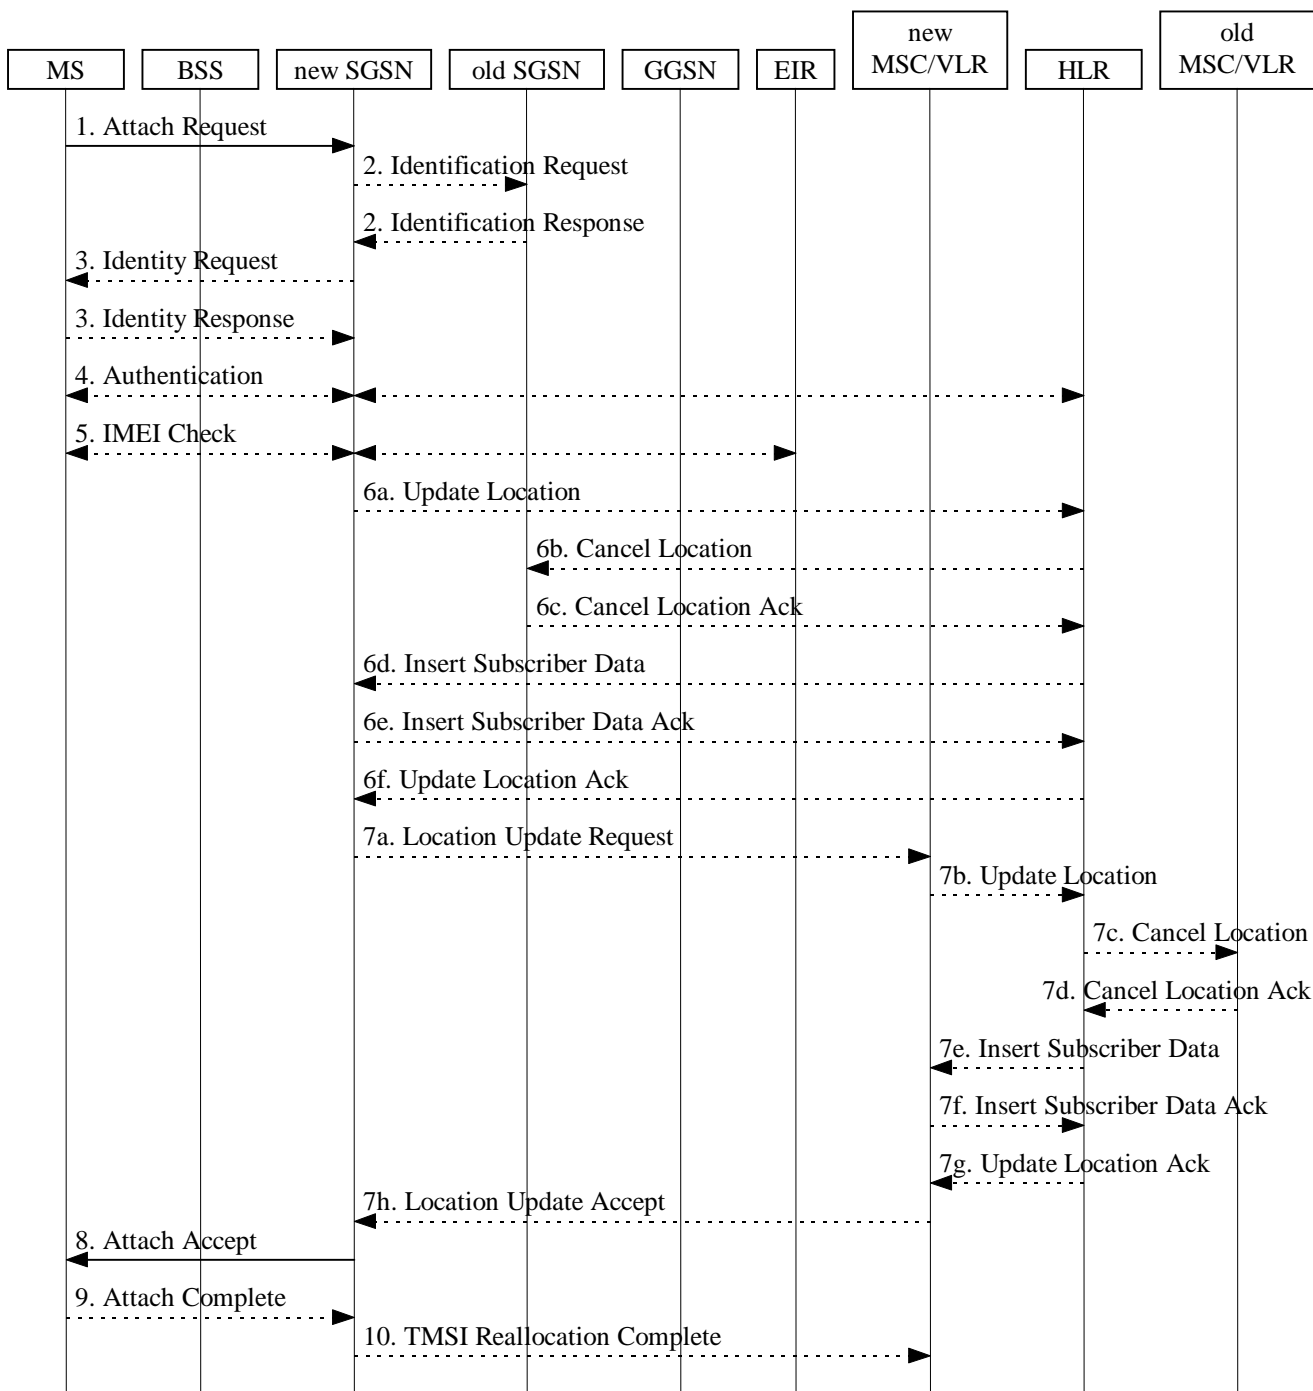 new
MSC/VLR
old
MSC/VLR
MS
BSS
new SGSN
old SGSN
GGSN
EIR
HLR
1. Attach Request
2. Identification Request
2. Identification Response
3. Identity Request
3. Identity Response
4. Authentication
5. IMEI Check
6a. Update Location
6b. Cancel Location
6c. Cancel Location Ack
6d. Insert Subscriber Data
6e. Insert Subscriber Data Ack
6f. Update Location Ack
7a. Location Update Request
7b. Update Location
7c. Cancel Location
7d. Cancel Location Ack
7e. Insert Subscriber Data
7f. Insert Subscriber Data Ack
7g. Update Location Ack
7h. Location Update Accept
8. Attach Accept
9. Attach Complete
10. TMSI Reallocation Complete